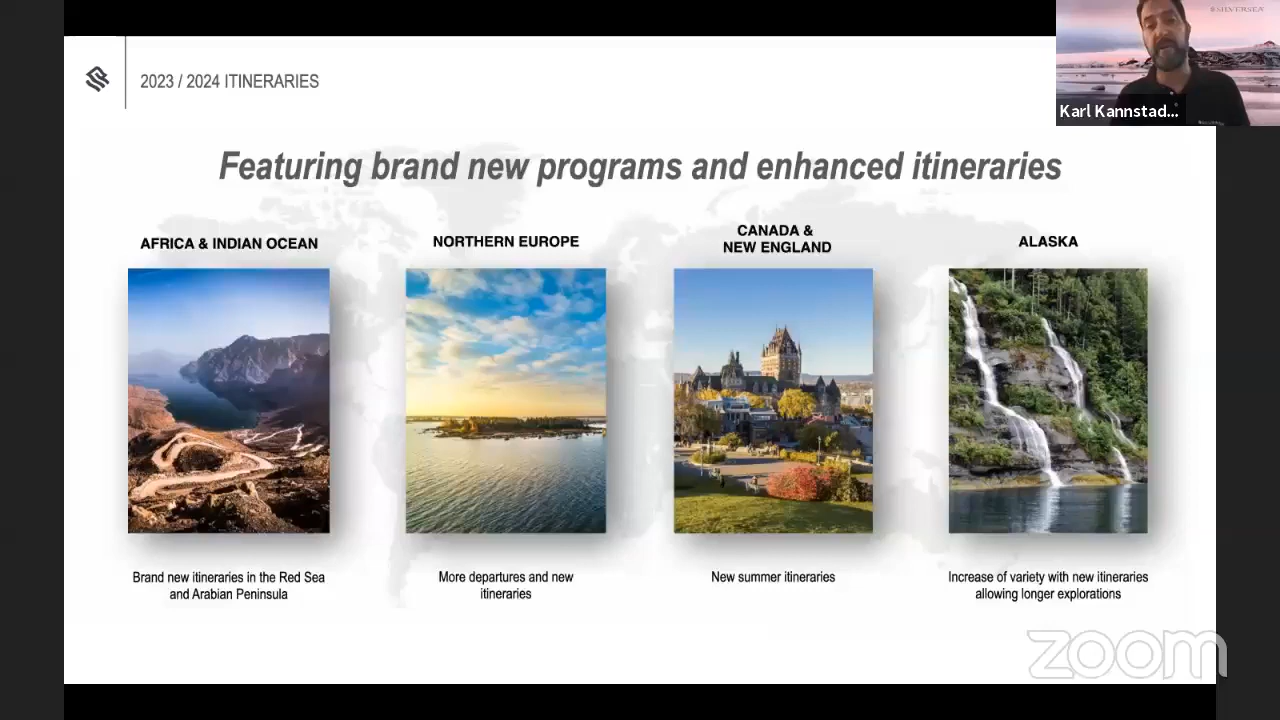 SILVERSEA
Karl Kannstad...
2023 / 2024 ITINERARIES
Featuring brand new programs and enhanced itineraries
AFRICA & INDIAN OCEAN
NORTHERN EUROPE
CANADA &
NEW ENGLAND
ALASKA
Brand new itineraries in the Red Sea
and Arabian Peninsula
More departures and new
itineraries
New summer itineraries
Increase of variety with new itineraries
allowing longer explorations
zoom